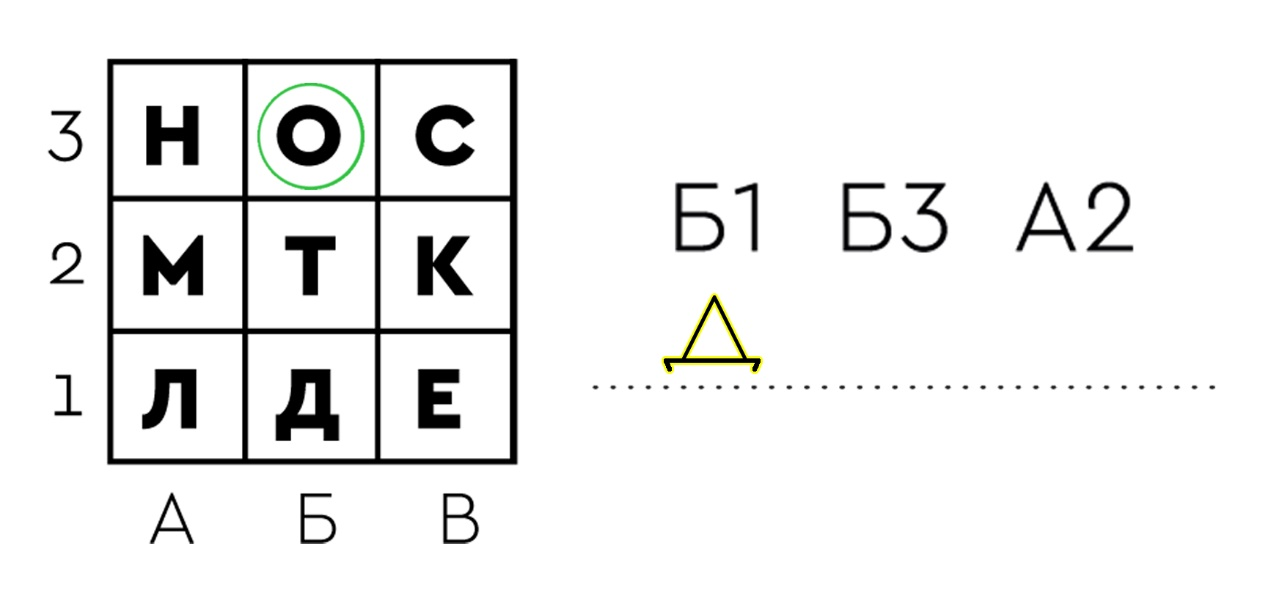 3 Н О С
2 М Т К
1 Л Д Е
А Б В
Б1 Б3 А2
Д